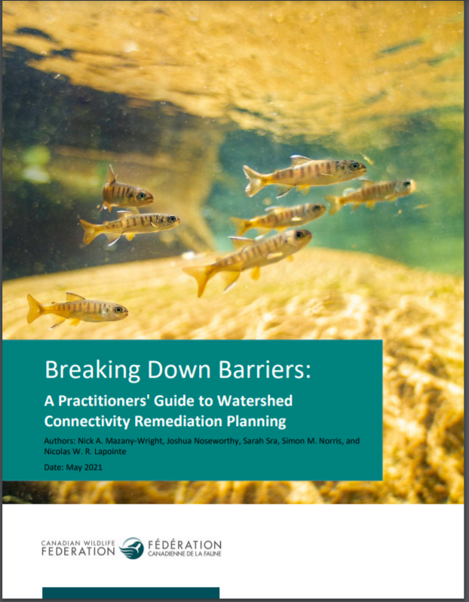 Breaking Down Barriers:
A Practitioners' Guide to Watershed
Connectivity Remediation Planning
Authors: Nick A. Mazany-Wright, Joshua Noseworthy, Sarah Sra, Simon M. Norris, and
Nicolas W. R. Lapointe
Date: May 2021
CANADIAN WILDLIFE
FEDERATION
FÉDÉRATION
CANADIENNE DE LA FAUNE